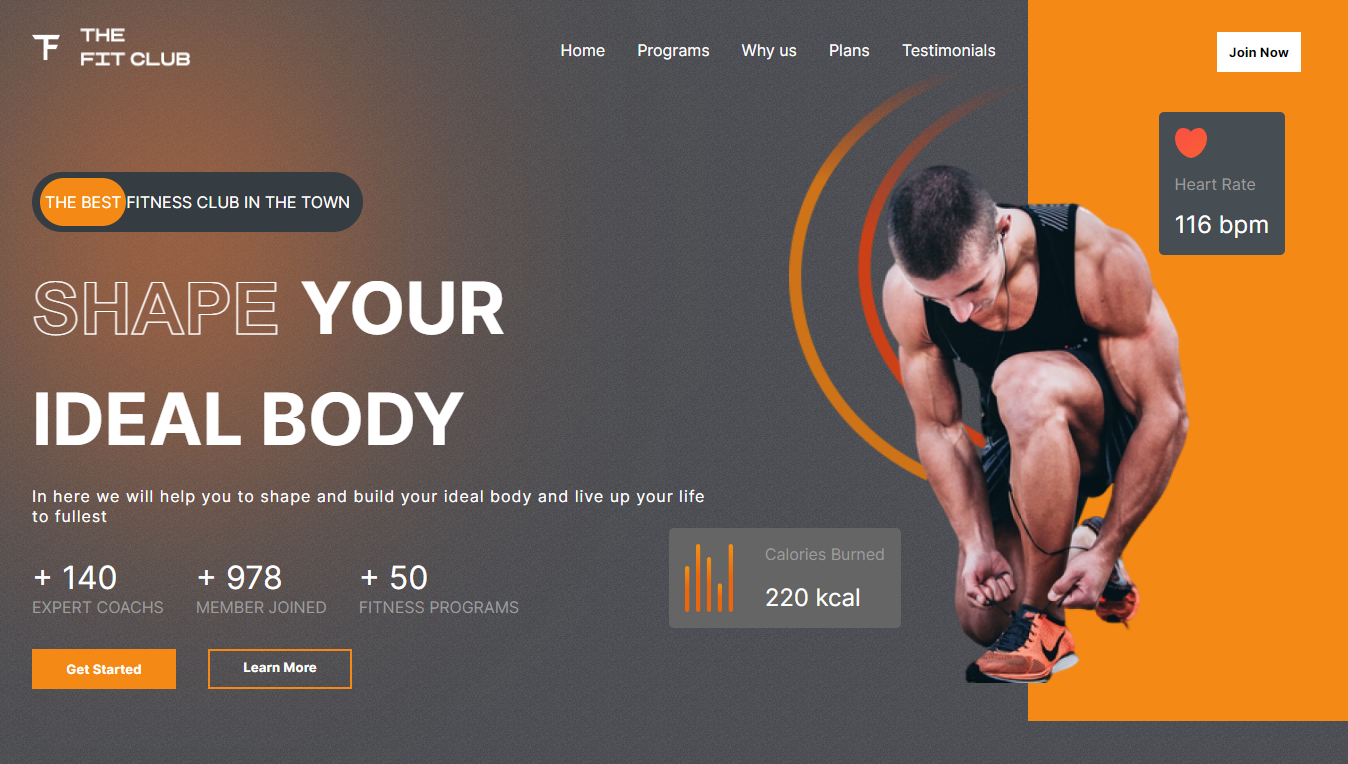 THE
FIT CLUB
Home Programs Why us Plans Testimonials
Join Now
Heart Rate
116 bpm
THE BEST FITNESS CLUB IN THE TOWN
SHAPE YOUR
IDEAL BODY
In here we will help you to shape and build your ideal body and live up your life
to fullest
+ 140 + 978 + 50
EXPERT COACHS MEMBER JOINED FITNESS PROGRAMS
Calories Burned
220 kcal
Get Started Learn More